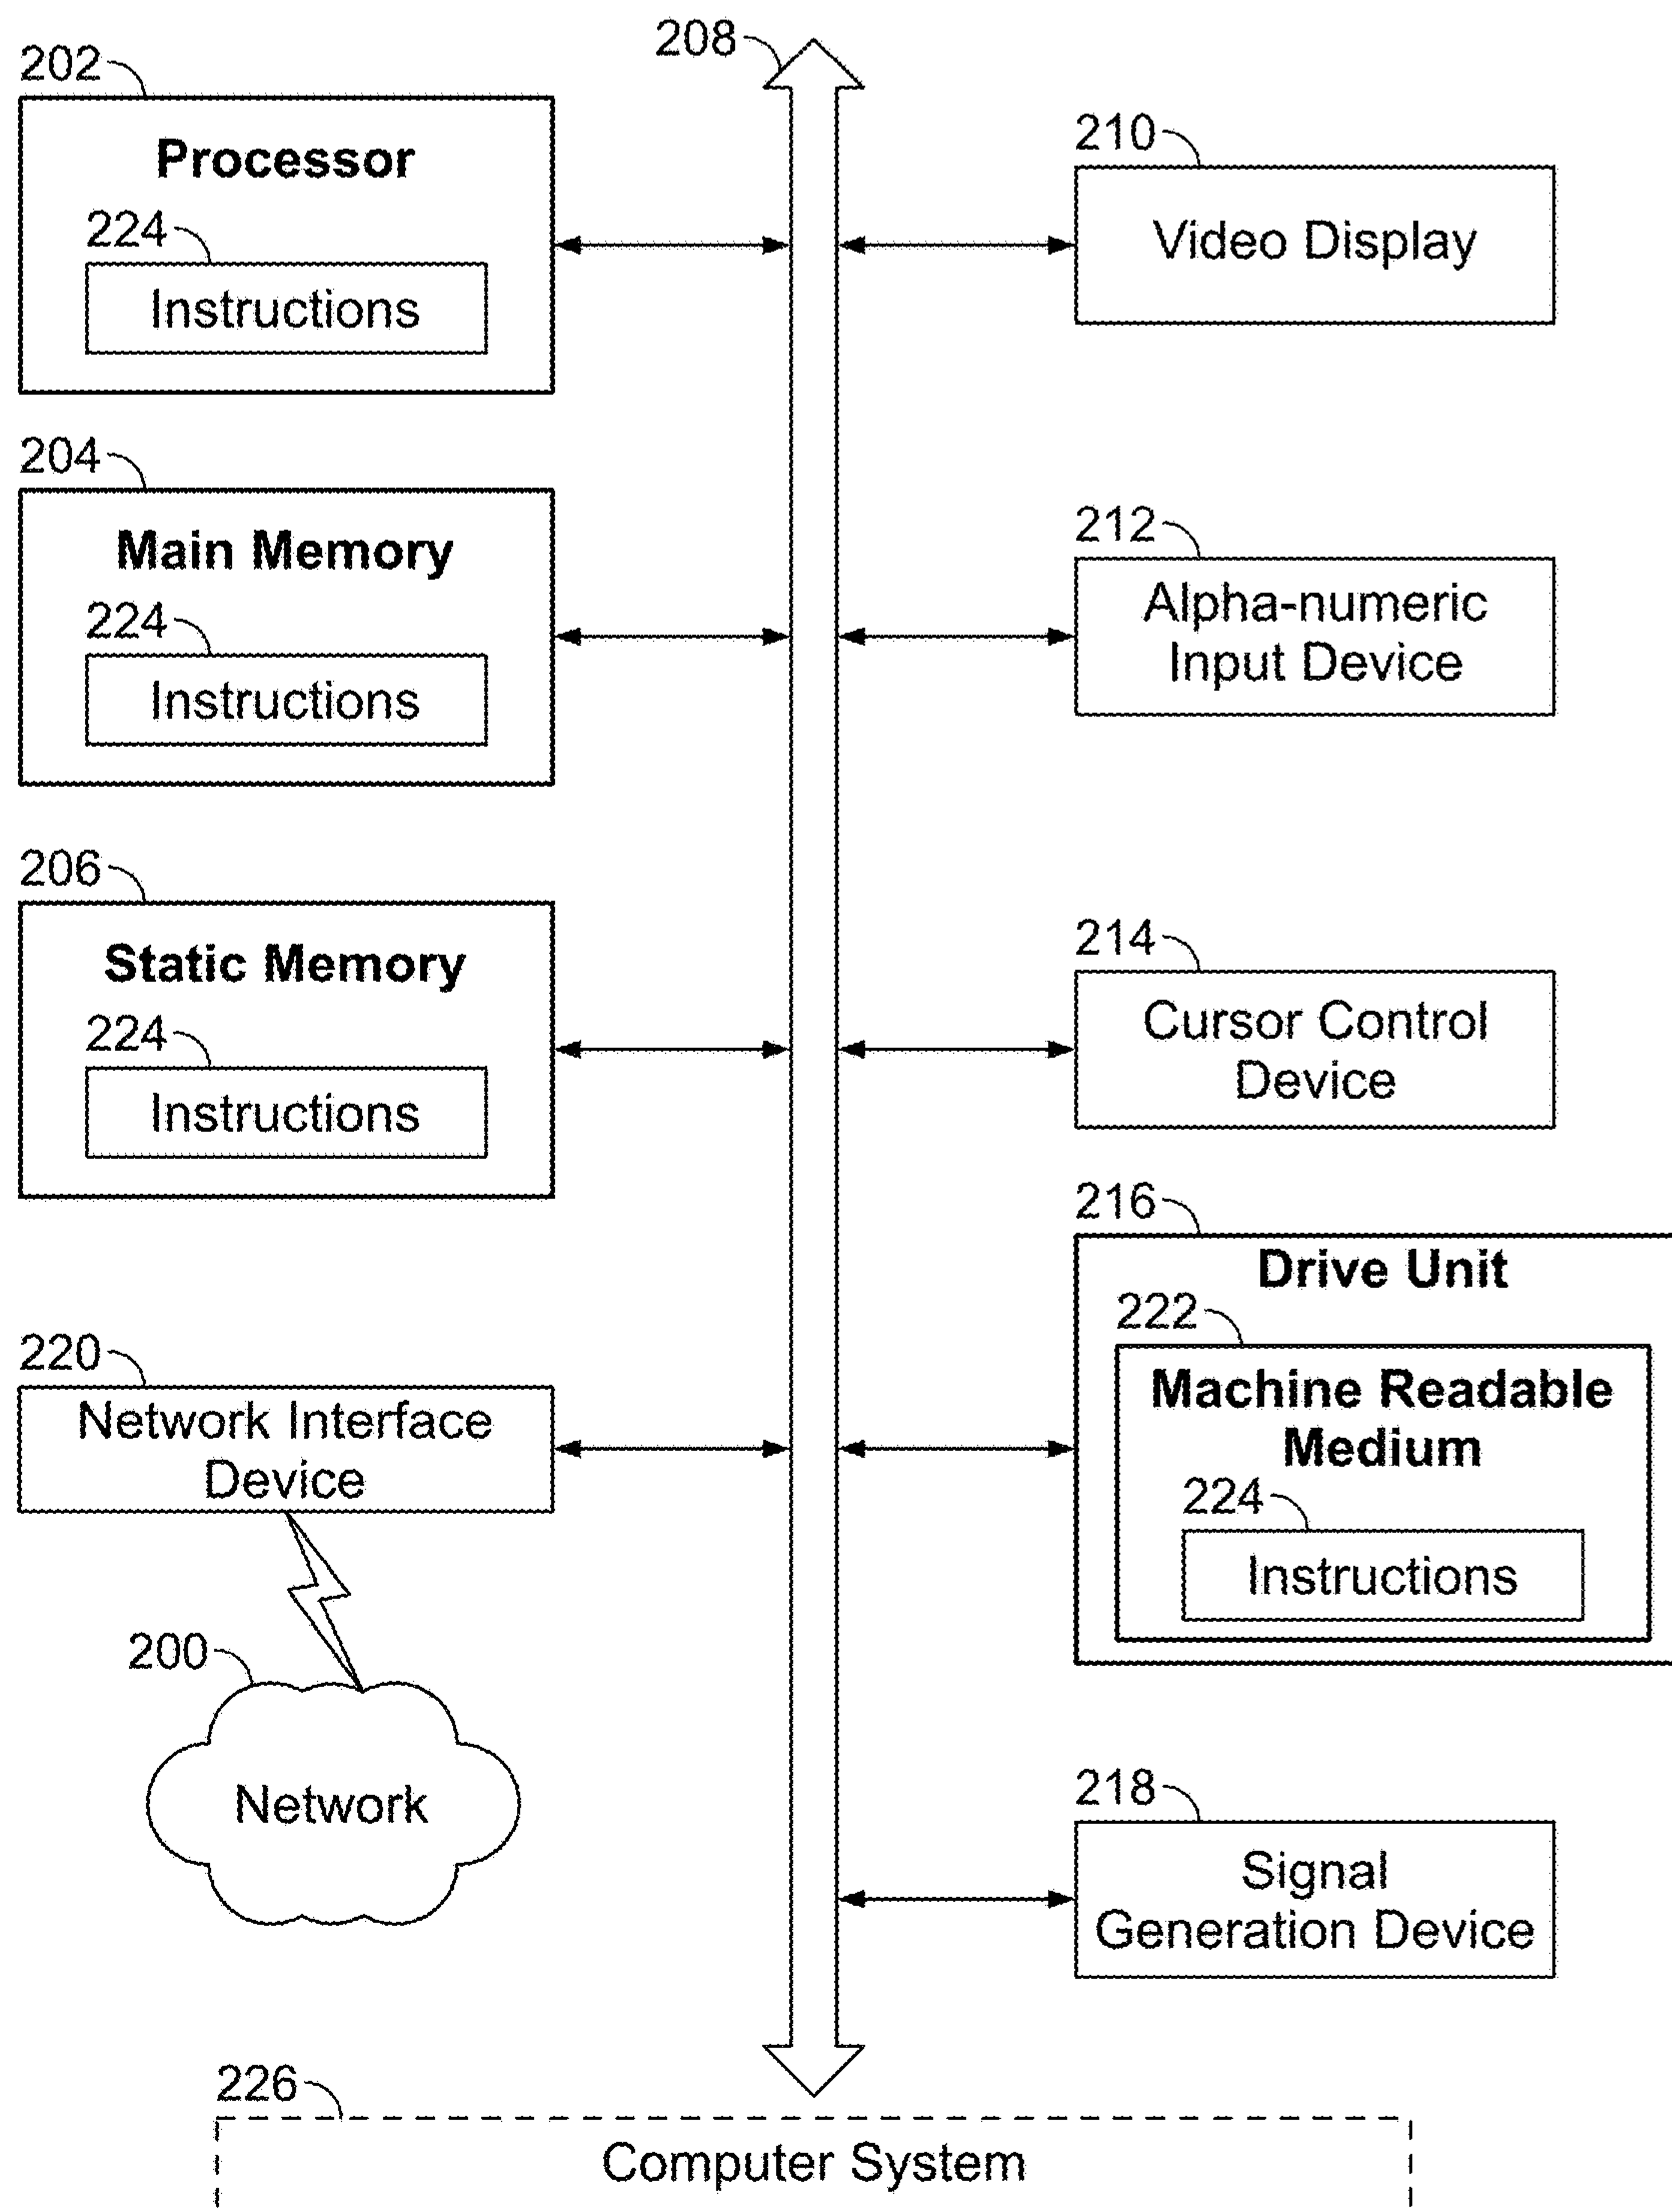 208
202
Processor
224
Instructions
210
Video Display
204
Main Memory
224
Instructions
212
Alpha-numeric
Input Device
206
Static Memory
224
Instructions
214
Cursor Control
Device
216
Drive Unit
222
Machine Readable
Medium
224
Instructions
220
Network Interface
Device
200
Network
218
Signal
Generation Device
226
Computer System